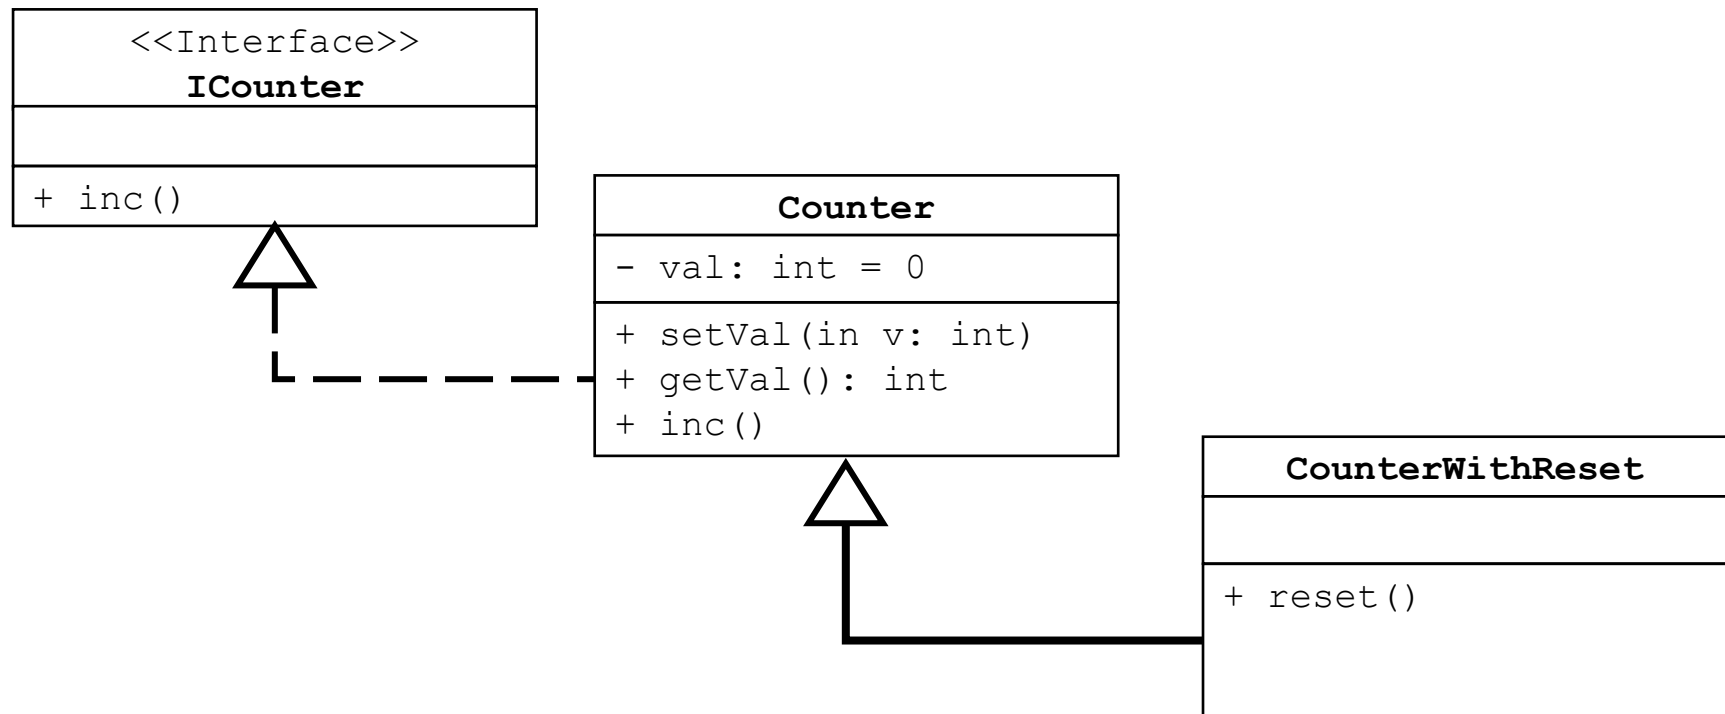 <<Interface>>
ICounter
+ inc()
Counter
- val: int = 0
+ setVal(in v: int)
+ getVal(): int
+ inc()
CounterWithReset
+ reset()